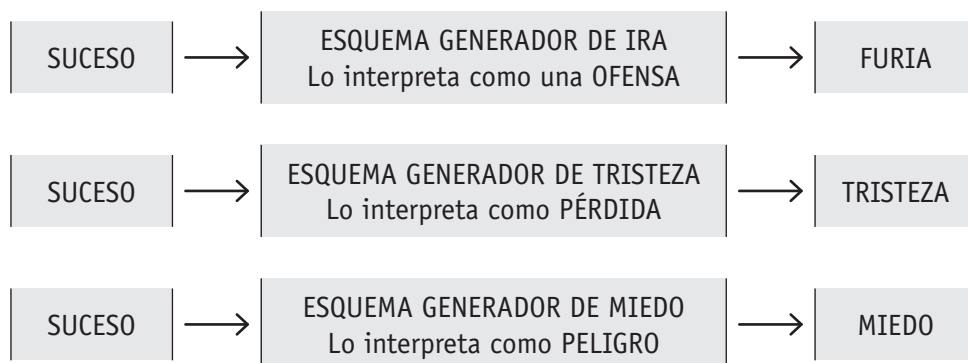 SUCESO
ESQUEMA GENERADOR DE IRA
Lo interpreta como una OFENSA
FURIA
SUCESO
ESQUEMA GENERADOR DE TRISTEZA
Lo interpreta como PÉRDIDA
TRISTEZA
SUCESO
ESQUEMA GENERADOR DE MIEDO
Lo interpreta como PELIGRO
MIEDO